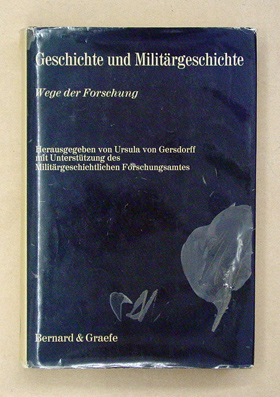 Geschichte und Militärgeschichte
Wege der Forschung
Herausgegeben von Ursula von Gersdorff
mit Unterstützung des
Militärgeschichtlichen Forschungsamtes
Bernard & Graefe